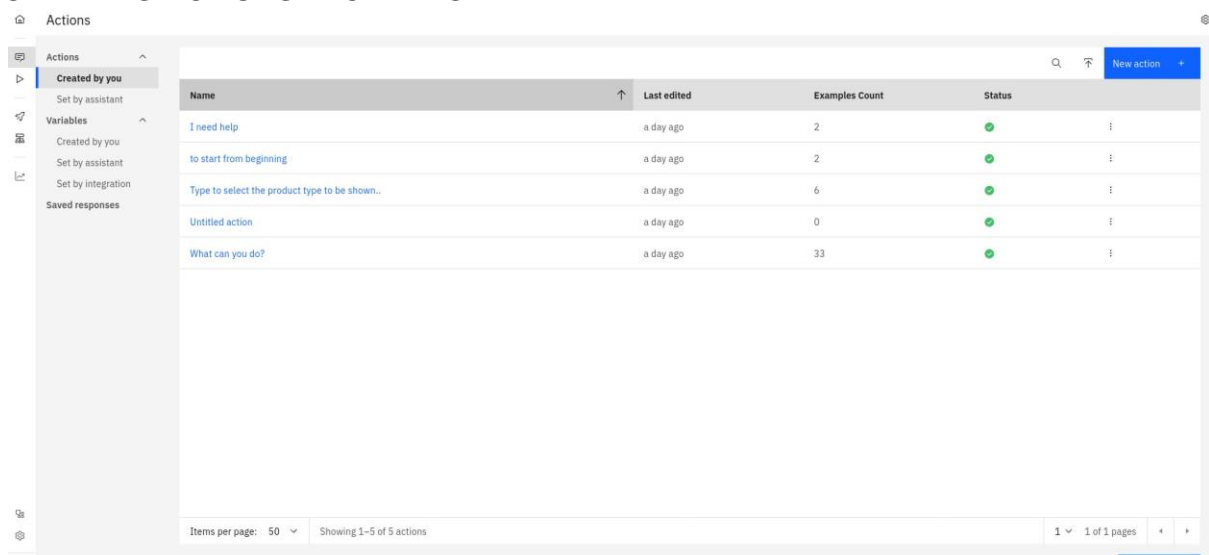 Actions
Actions
Created by you
Set by assistant
Variables
Created by you
Set by assistant
Set by integration
Saved responses
New action +
Name Last edited Examples Count Status
I need help a day ago 2
to start from beginning a day ago 2
Type to select the product type to be shown.. a day ago 6
Untitled action a day ago 0
What can you do? a day ago 33
Items per page: 50 Showing 1–5 of 5 actions 1 1 of 1 pages